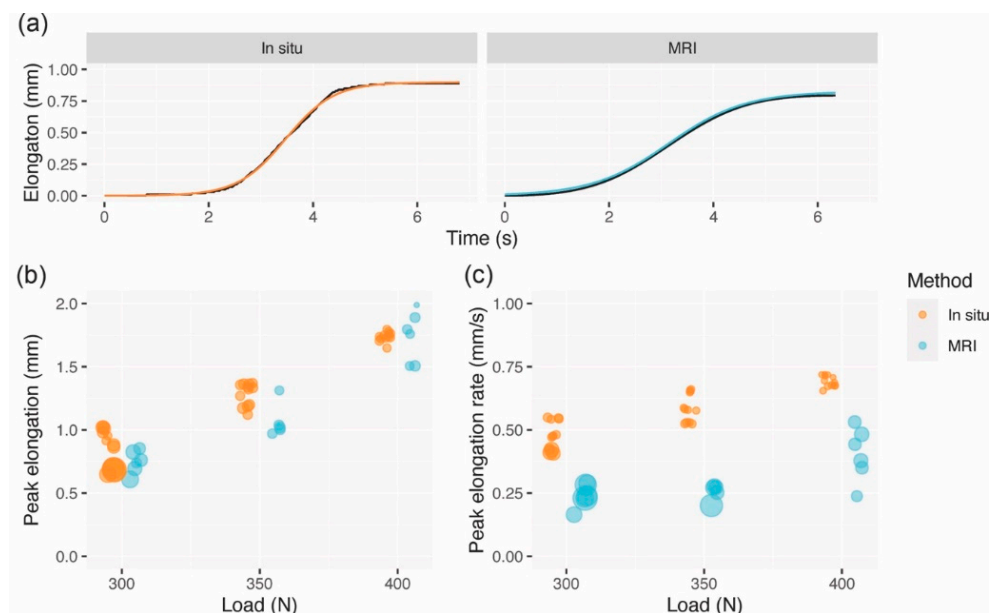 (a)
In situ
MRI
Elongaton (mm)
1.00
0.75
0.50
0.25
0.00
0
2
4
6
0
2
4
6
Time (s)
(b)
Peak elongation (mm)
2.0
1.5
1.0
0.5
0.0
300
350
400
Load (N)
(c)
Peak elongation rate (mm/s)
1.00
0.75
0.50
0.25
0.00
300
350
400
Load (N)
Method
In situ
MRI